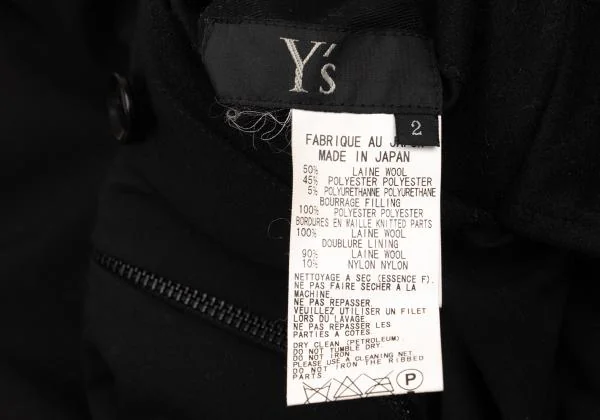 Y's
2
FABRIQUE AU
MADE IN JAPAN
50% LAINE WOOL
45% POLYESTER POLYESTER
5% POLYURETHANNE POLYURETHANE
BOURRAGE FILLING
100% POLYESTER POLYESTER
BORDURES EN MAILLE KNITTED PARTS
100% LAINE WOOL
DOUBLURE LINING
90% LAINE WOOL
10% NYLON NYLON
NETTOYAGE A SEC (ESSENCE F).
NE PAS FAIRE SECHER A LA
MACHINE.
NE PAS REPASSER.
VEUILLEZ UTILISER UN FILET
LORS DU LAVAGE
NE PAS REPASSER LES
PARTIES A COTES
DRY CLEAN (PETROLEUM)
DO NOT TUMBLE DRY
DO NOT IRON
PLEASE USE A CLEANING NET
DO NOT IRON THE RIBBED
PARTS
P